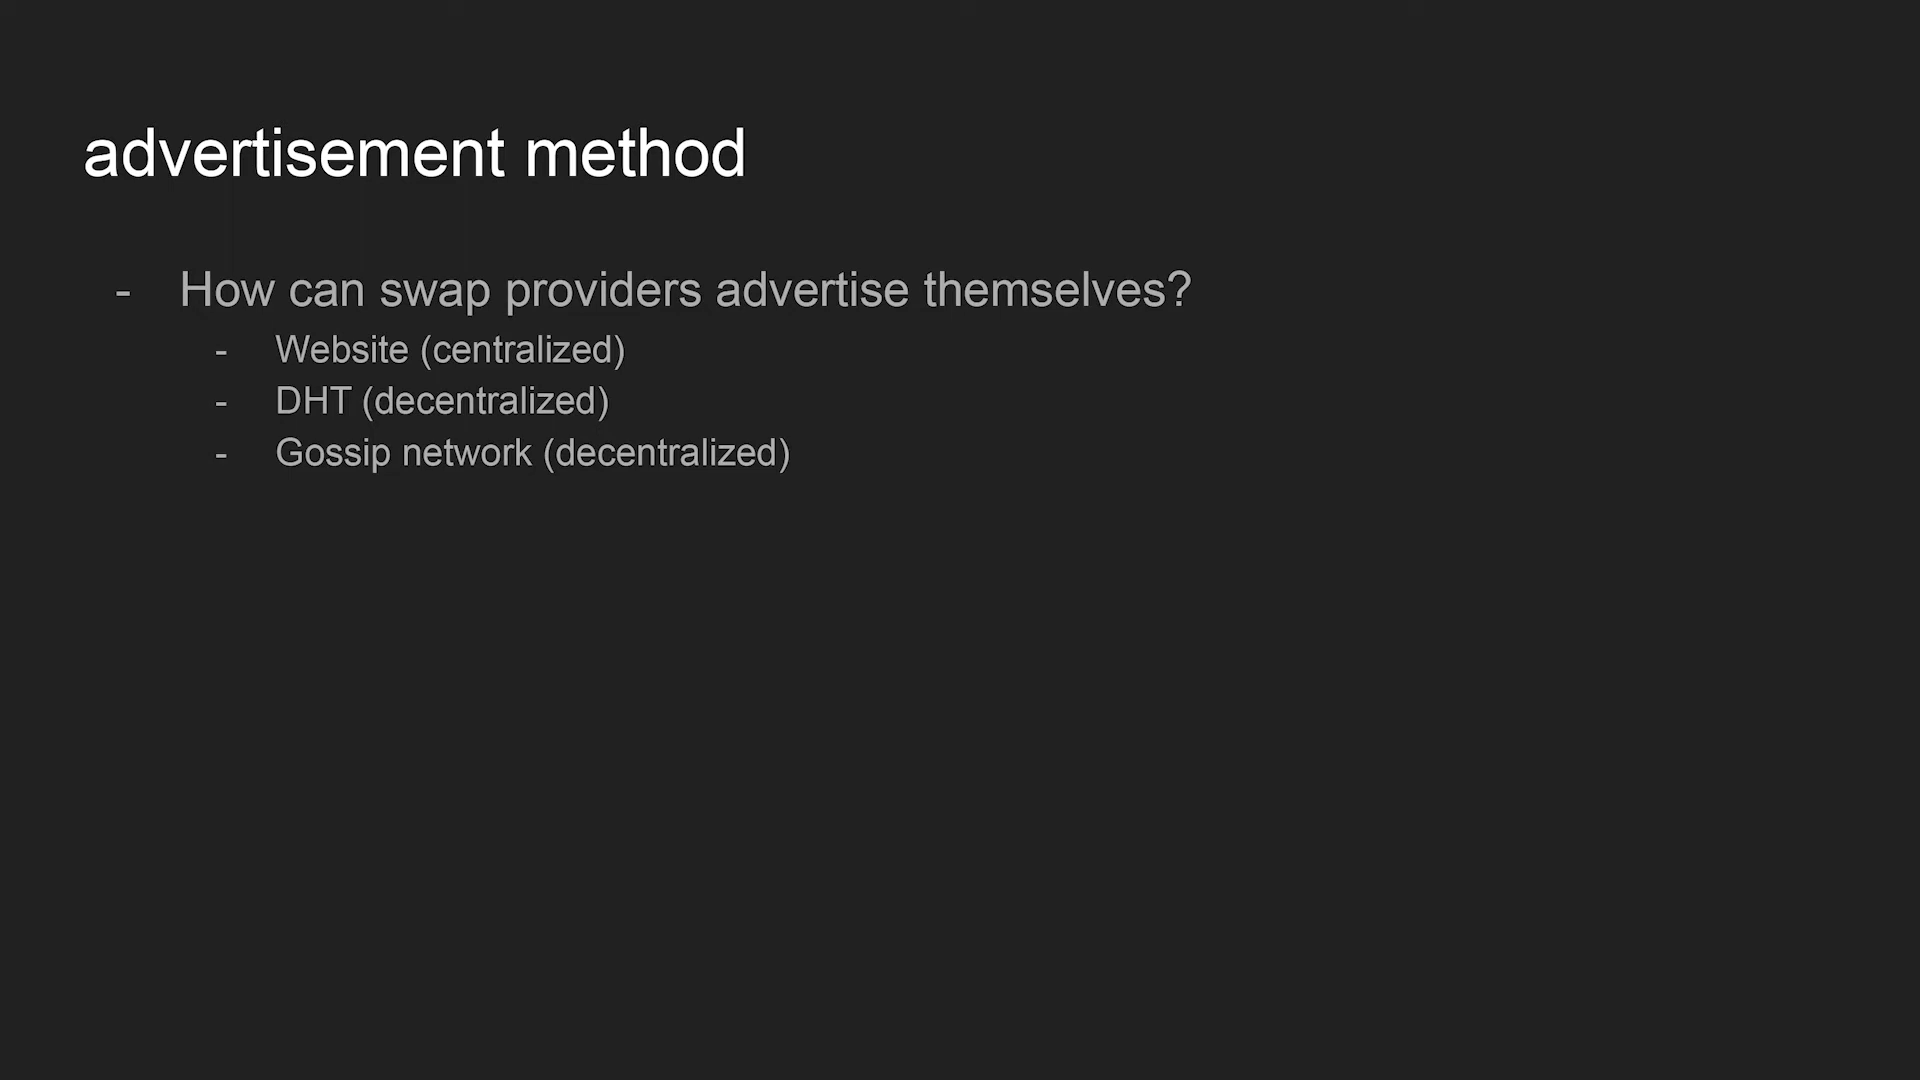 advertisement method
- How can swap providers advertise themselves?
- Website (centralized)
- DHT (decentralized)
- Gossip network (decentralized)